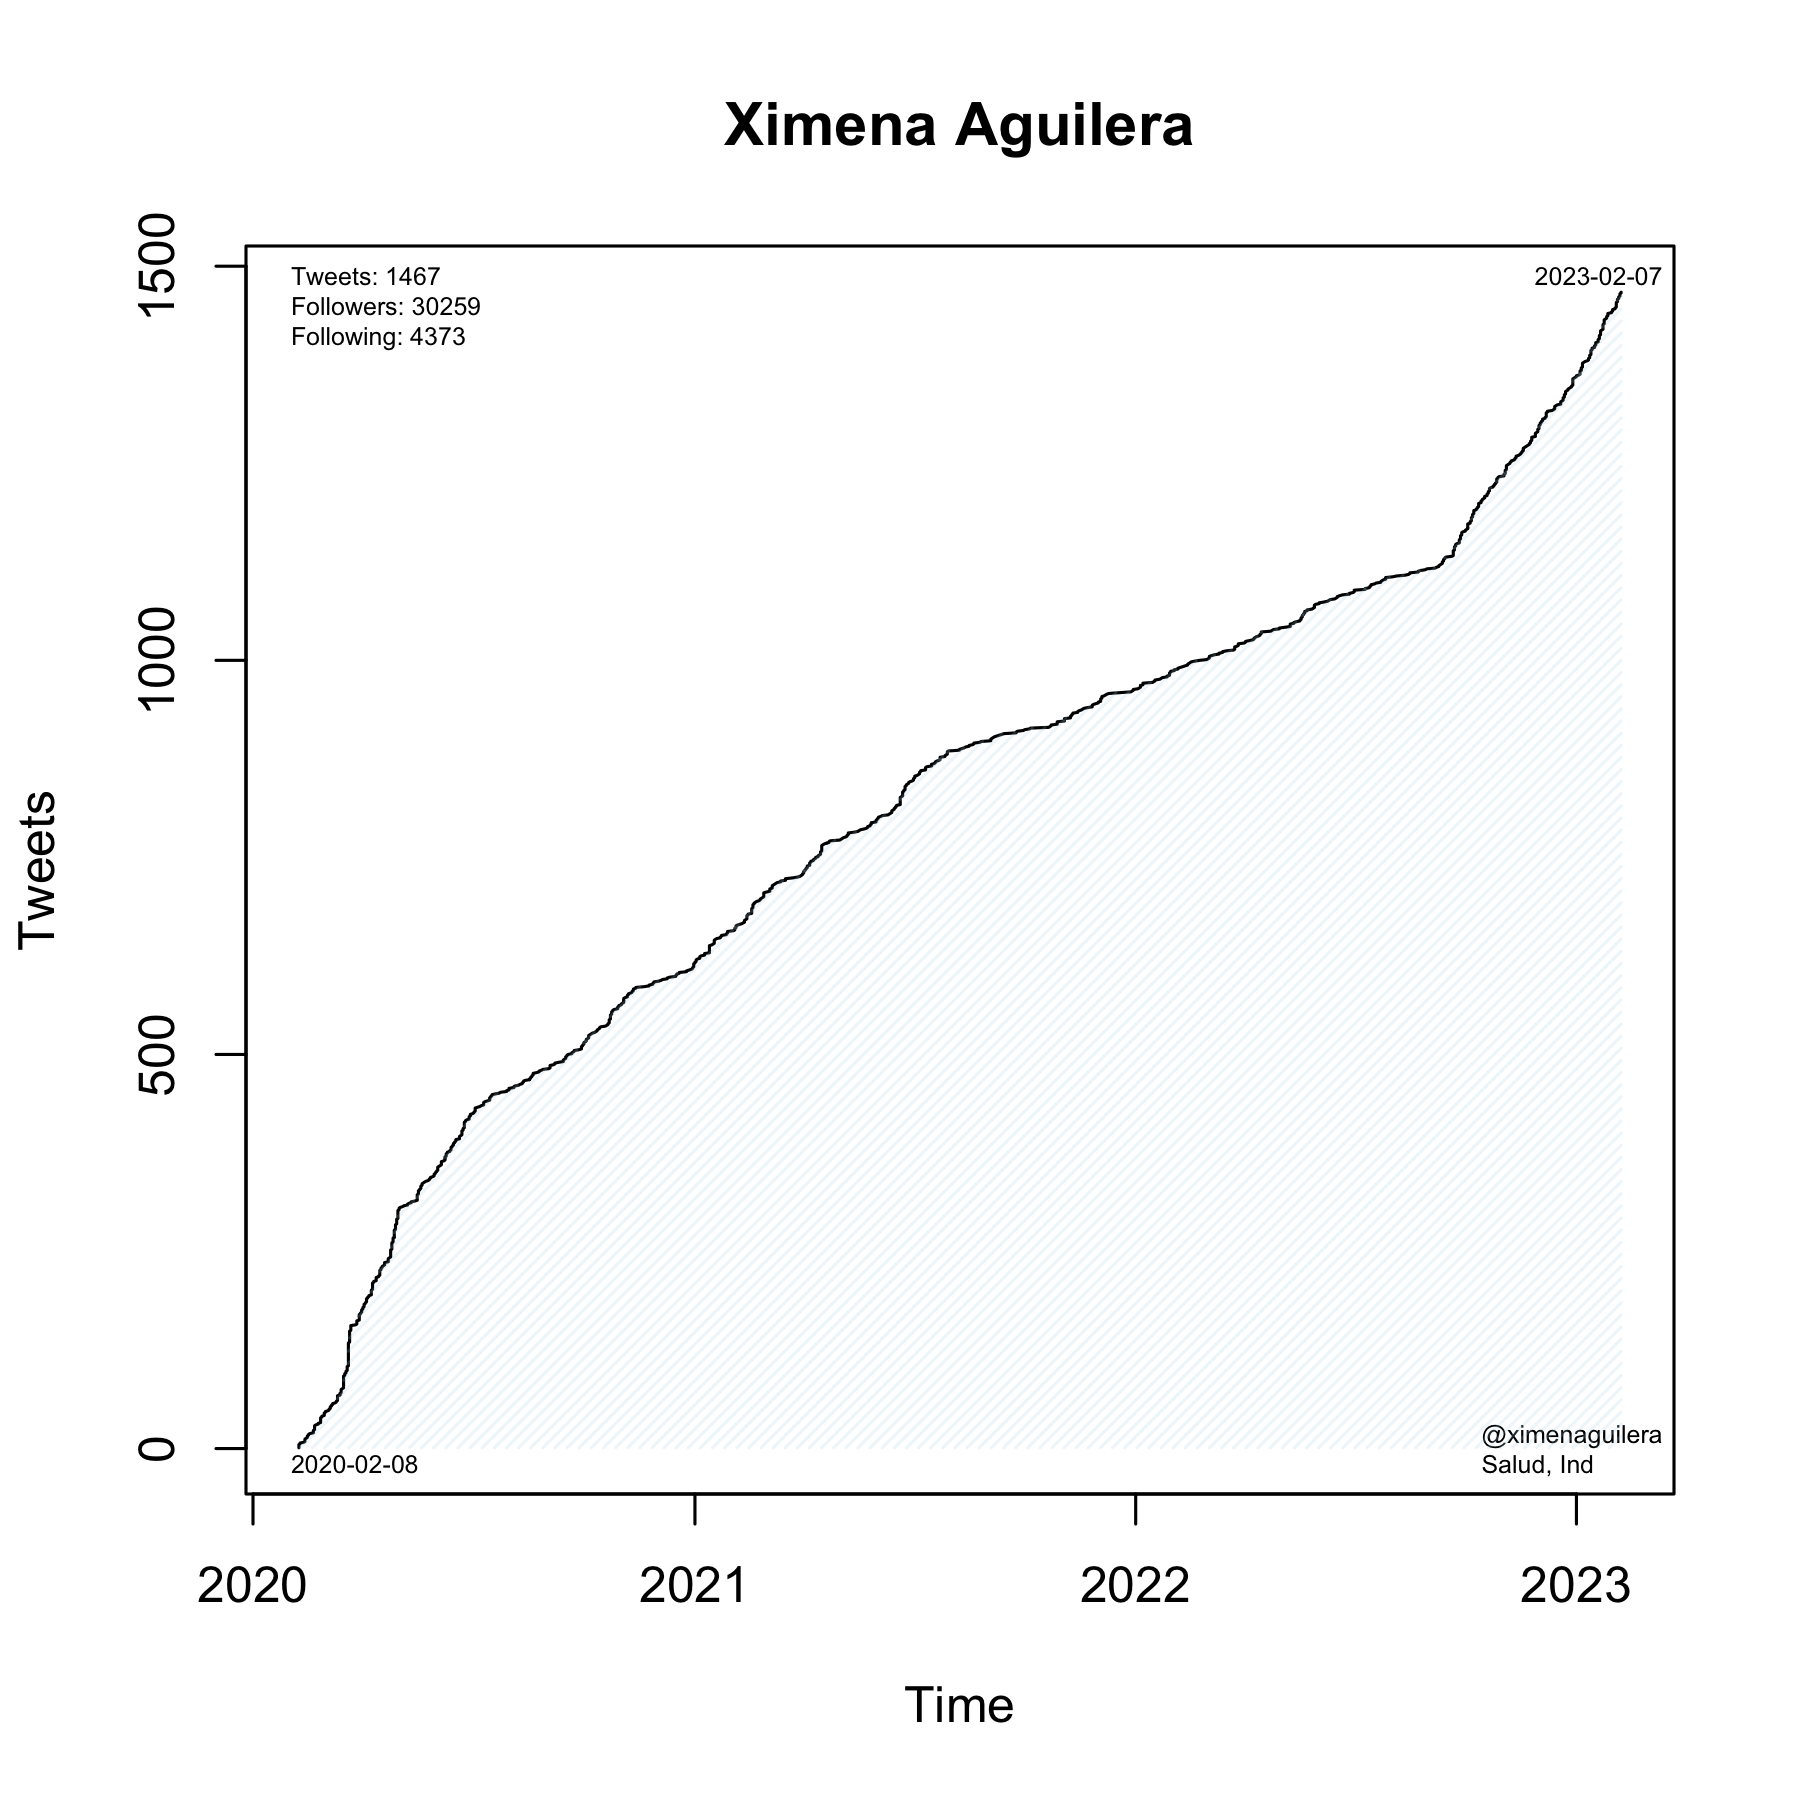 Ximena Aguilera
Tweets
1500
1000
500
0
Tweets: 1467
Followers: 30259
Following: 4373
2023-02-07
2020-02-08
@ximenaguilera
Salud, Ind
2020 2021 2022 2023
Time